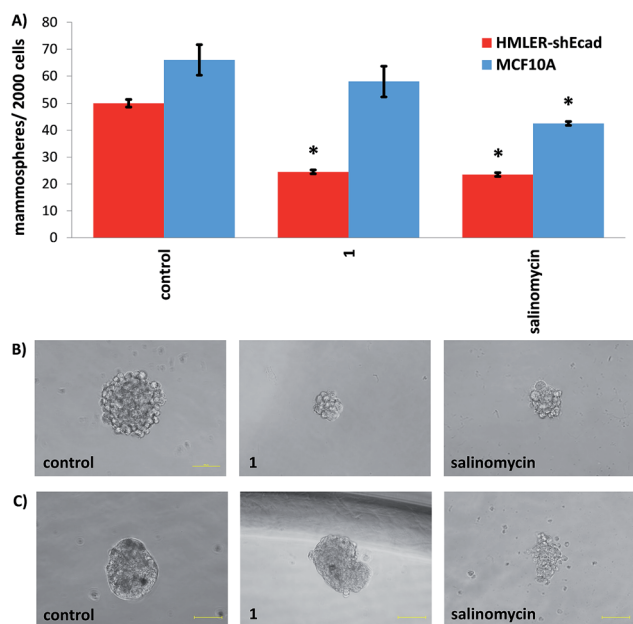 A)
mammospheres/ 2000 cells
80
70
60
50
40
30
20
10
0
HMLER-shEcad
MCF10A
*
*
*
control
1
salinomycin
B)
control
1
salinomycin
C)
control
1
salinomycin